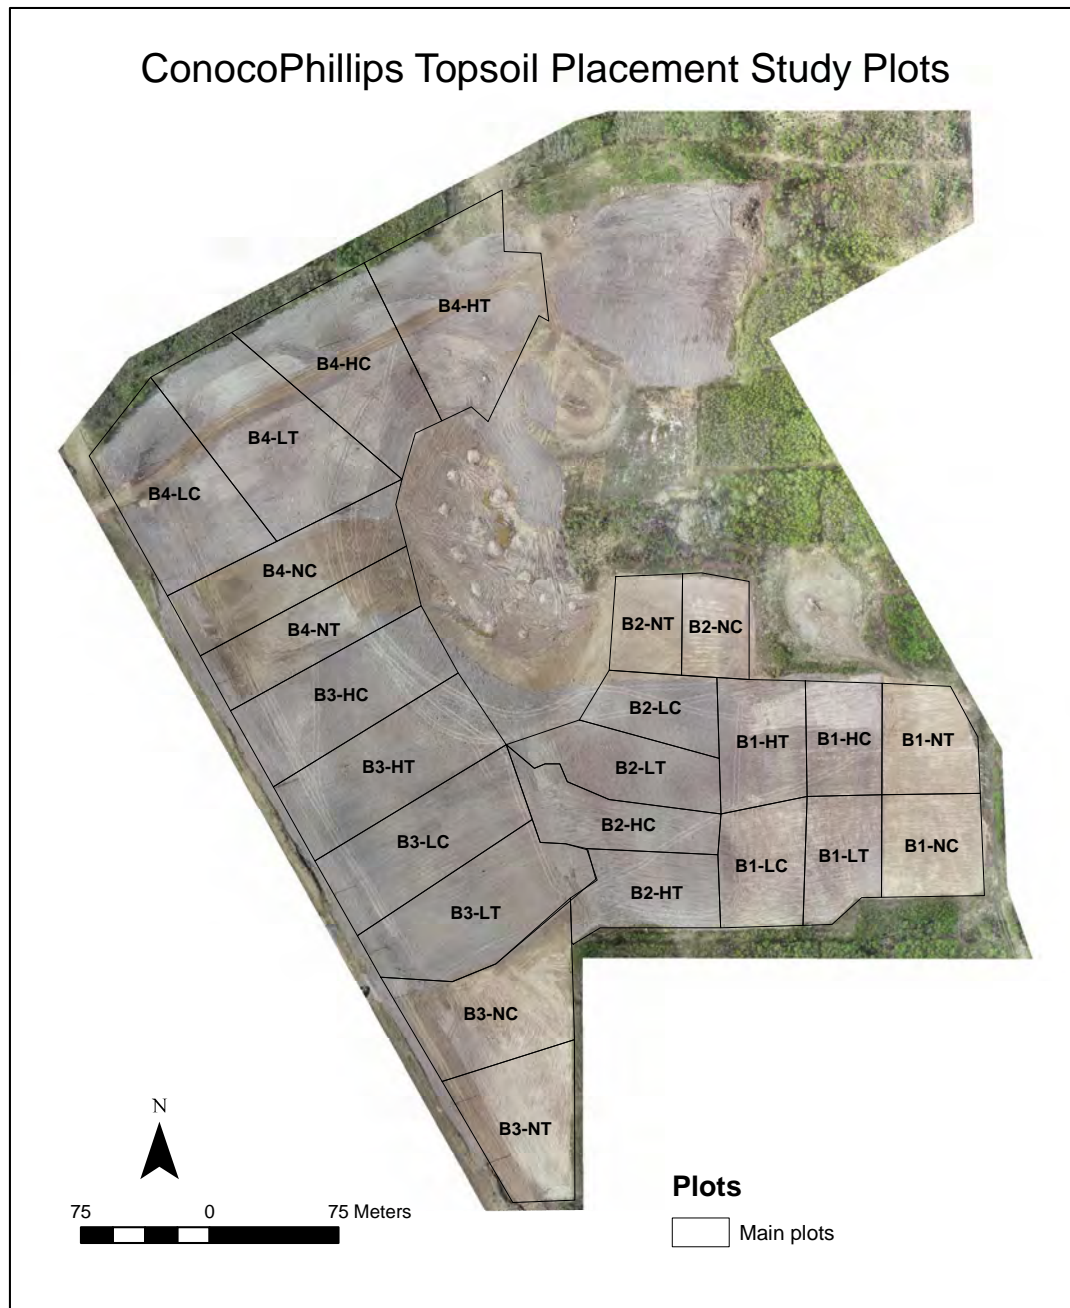 ConocoPhillips Topsoil Placement Study Plots
B4-HT
B4-HC
B4-LT
B4-LC
B4-NC
B4-NT
B2-NT
B2-NC
B3-HC
B2-LC
B1-HT
B1-HC
B1-NT
B3-HT
B2-LT
B2-HC
B3-LC
B1-LC
B1-LT
B1-NC
B2-HT
B3-LT
B3-NC
B3-NT
N
75 0 75 Meters
Plots
Main plots